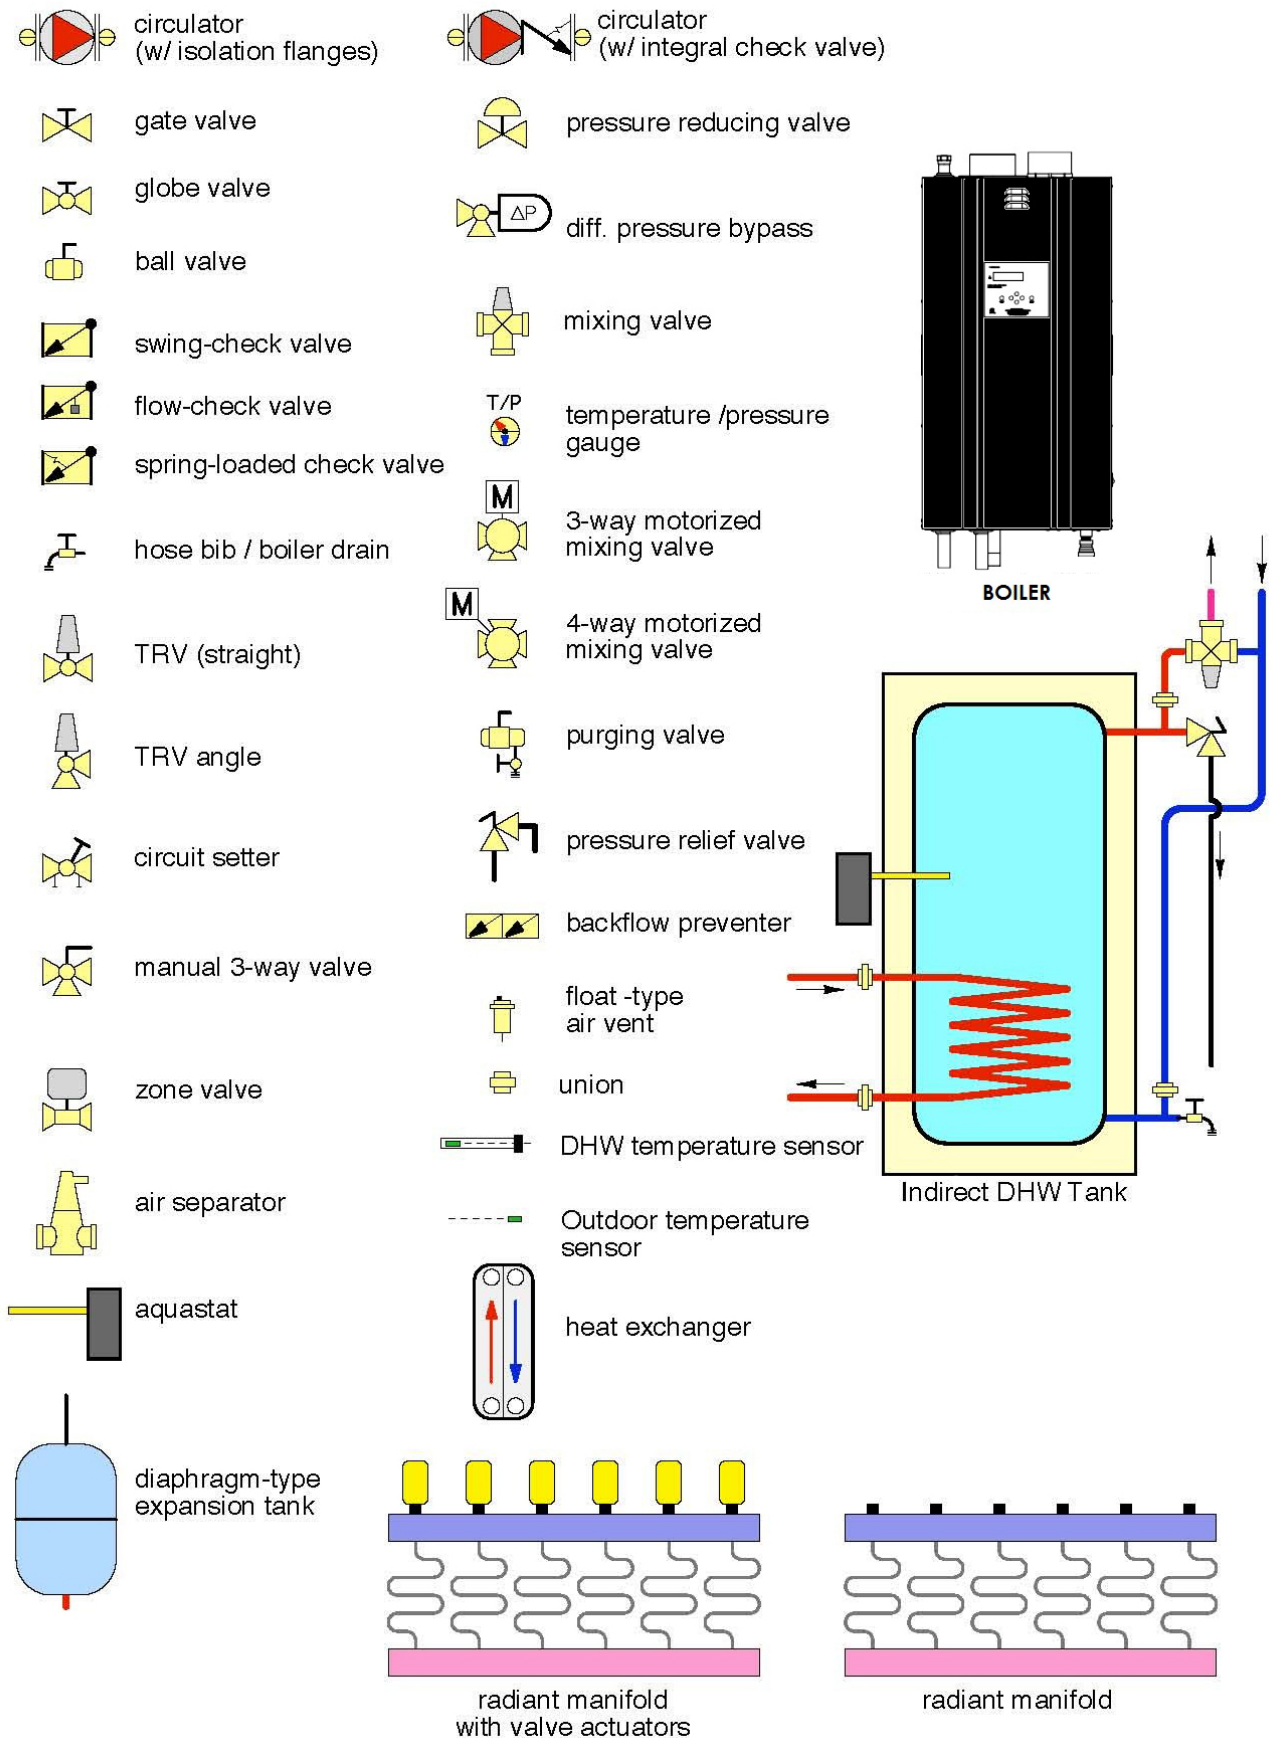 circulator
(w/ isolation flanges)
gate valve
globe valve
ball valve
swing-check valve
flow-check valve
spring-loaded check valve
hose bib / boiler drain
TRV (straight)
TRV angle
circuit setter
manual 3-way valve
zone valve
air separator
aquastat
diaphragm-type
expansion tank
circulator
(w/ integral check valve)
pressure reducing valve
ΔP
diff. pressure bypass
mixing valve
T/P
temperature /pressure
gauge
M
3-way motorized
mixing valve
M
4-way motorized
mixing valve
purging valve
pressure relief valve
backflow preventer
float -type
air vent
union
DHW temperature sensor
Outdoor temperature
sensor
heat exchanger
radiant manifold
with valve actuators
BOILER
Indirect DHW Tank
radiant manifold